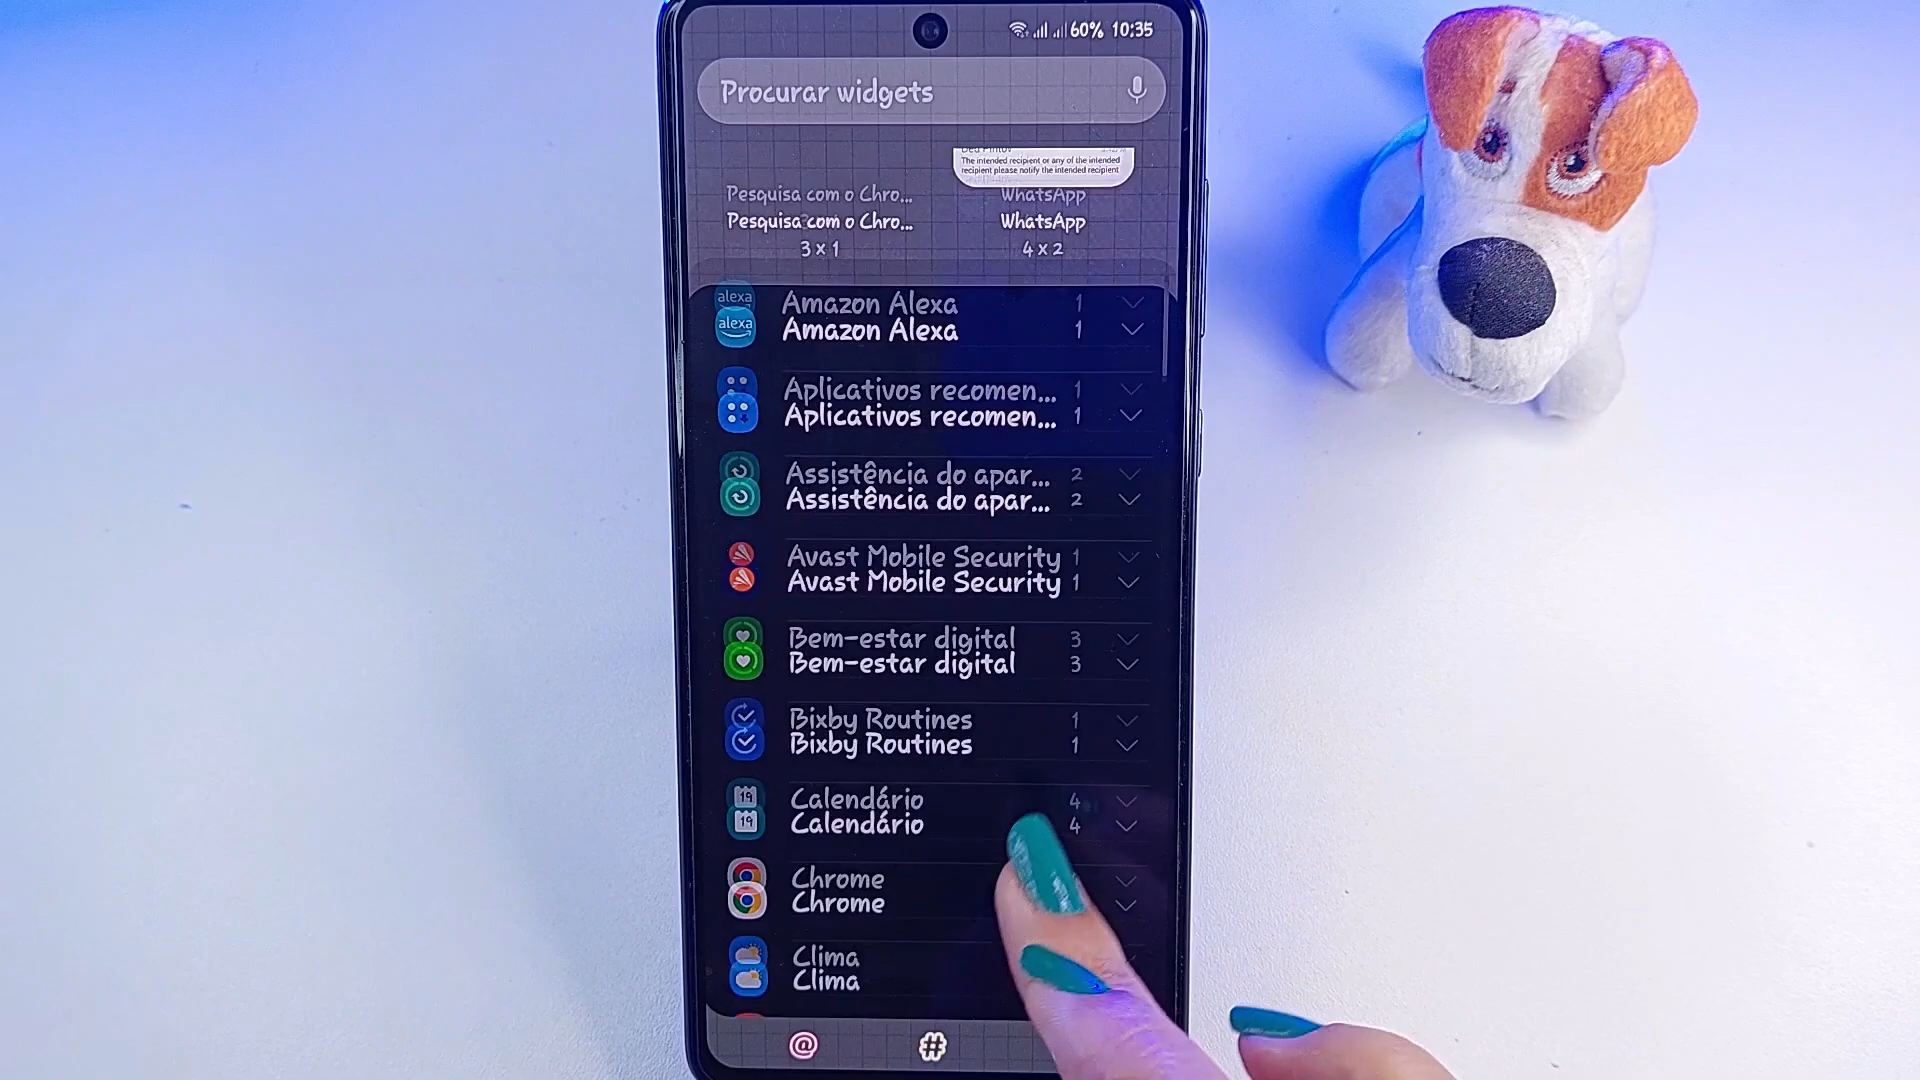 60% 10:35
Procurar widgets
The intended recipient or any of the intended
recipient please notify the intended recipient
Pesquisa com o Chro... WhatsApp
Pesquisa com o Chro... WhatsApp
3 x 1 4 x 2
alexa Amazon Alexa 1
alexa Amazon Alexa 1
Aplicativos recomen... 1
Aplicativos recomen... 1
Assistência do apar... 2
Assistência do apar... 2
Avast Mobile Security 1
Avast Mobile Security 1
Bem-estar digital 3
Bem-estar digital 3
Bixby Routines 1
Bixby Routines 1
19 Calendário 4
19 Calendário 4
Chrome
Chrome
Clima
Clima
@ #